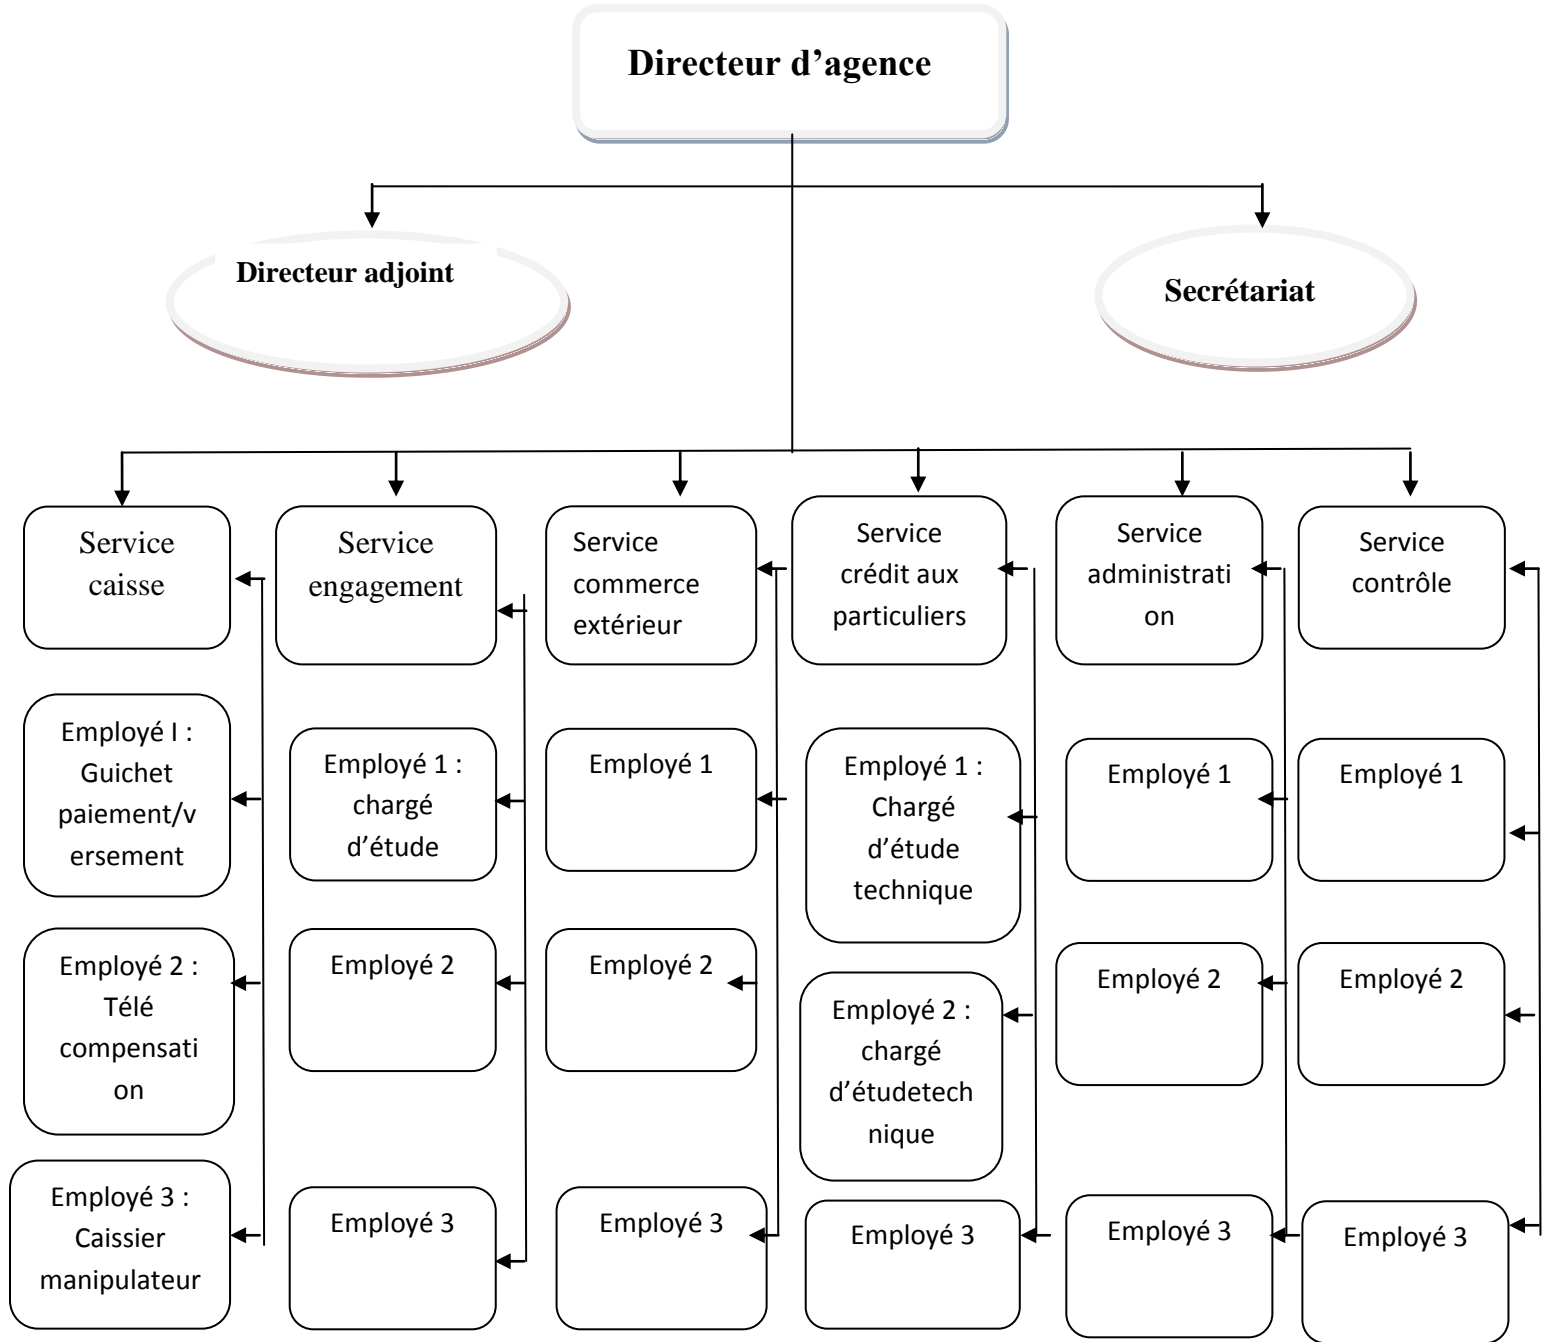 Directeur d’agence
Directeur adjoint
Secrétariat
Service
caisse
Service
engagement
Service
commerce
extérieur
Service
crédit aux
particuliers
Service
administrati
on
Service
contrôle
Employé I :
Guichet
paiement/v
ersement
Employé 1 :
chargé
d’étude
Employé 1
Employé 1 :
Chargé
d’étude
technique
Employé 1
Employé 1
Employé 2 :
Télé
compensati
on
Employé 2
Employé 2
Employé 2 :
chargé
d’étudetech
nique
Employé 2
Employé 2
Employé 3 :
Caissier
manipulateur
Employé 3
Employé 3
Employé 3
Employé 3
Employé 3